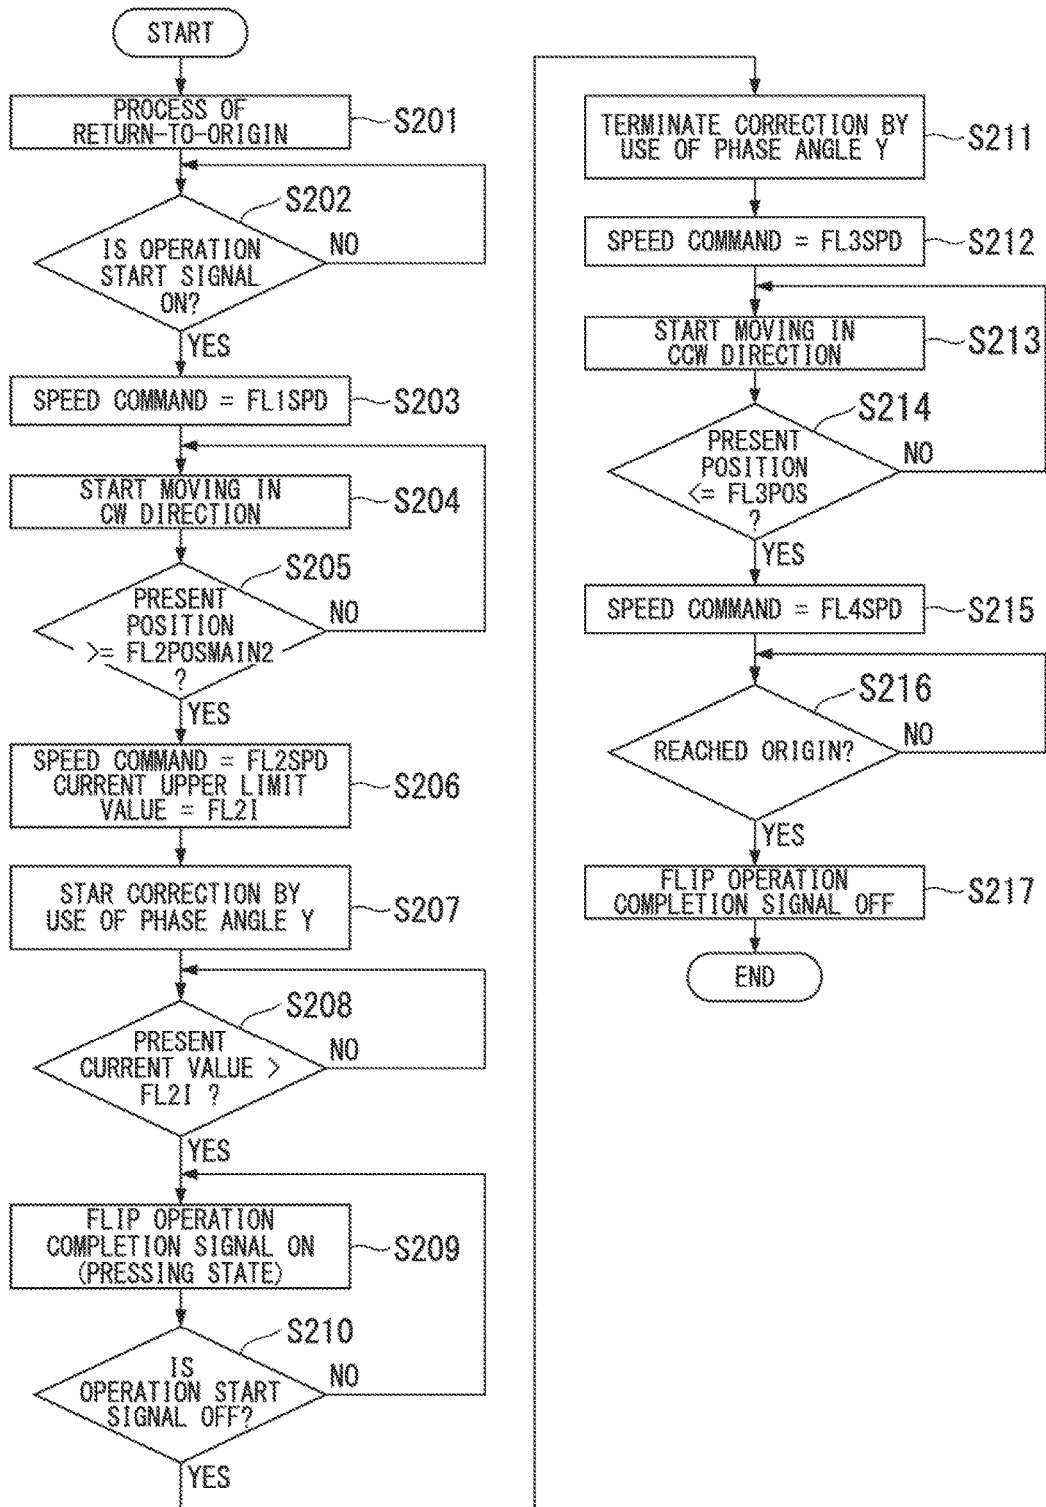 START
PROCESS OF
RETURN-TO-ORIGIN
S201
S202
IS OPERATION
START SIGNAL
ON?
NO
YES
SPEED COMMAND = FL1SPD
S203
START MOVING IN
CW DIRECTION
S204
S205
PRESENT
POSITION
>= FL2POSMAIN2
?
NO
YES
SPEED COMMAND = FL2SPD
CURRENT UPPER LIMIT
VALUE = FL2I
S206
STAR CORRECTION BY
USE OF PHASE ANGLE Y
S207
S208
PRESENT
CURRENT VALUE >
FL2I ?
NO
YES
FLIP OPERATION
COMPLETION SIGNAL ON
(PRESSING STATE)
S209
S210
IS
OPERATION START
SIGNAL OFF?
NO
YES
TERMINATE CORRECTION BY
USE OF PHASE ANGLE Y
S211
SPEED COMMAND = FL3SPD
S212
START MOVING IN
CCW DIRECTION
S213
S214
PRESENT
POSITION
<= FL3POS
?
NO
YES
SPEED COMMAND = FL4SPD
S215
S216
REACHED ORIGIN?
NO
YES
FLIP OPERATION
COMPLETION SIGNAL OFF
S217
END